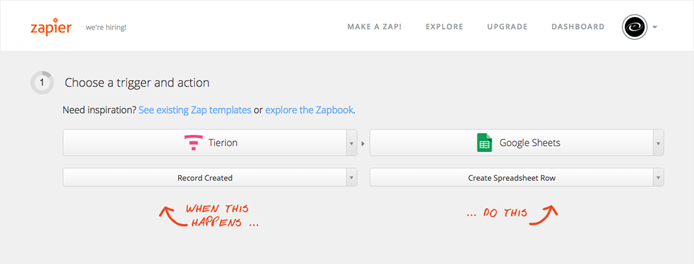 zapier we're hiring! MAKE A ZAP! EXPLORE UPGRADE DASHBOARD
1 Choose a trigger and action
Need inspiration? See existing Zap templates or explore the Zapbook.
Tierion Google Sheets
Record Created Create Spreadsheet Row
WHEN THIS ... DO THIS
HAPPENS ...